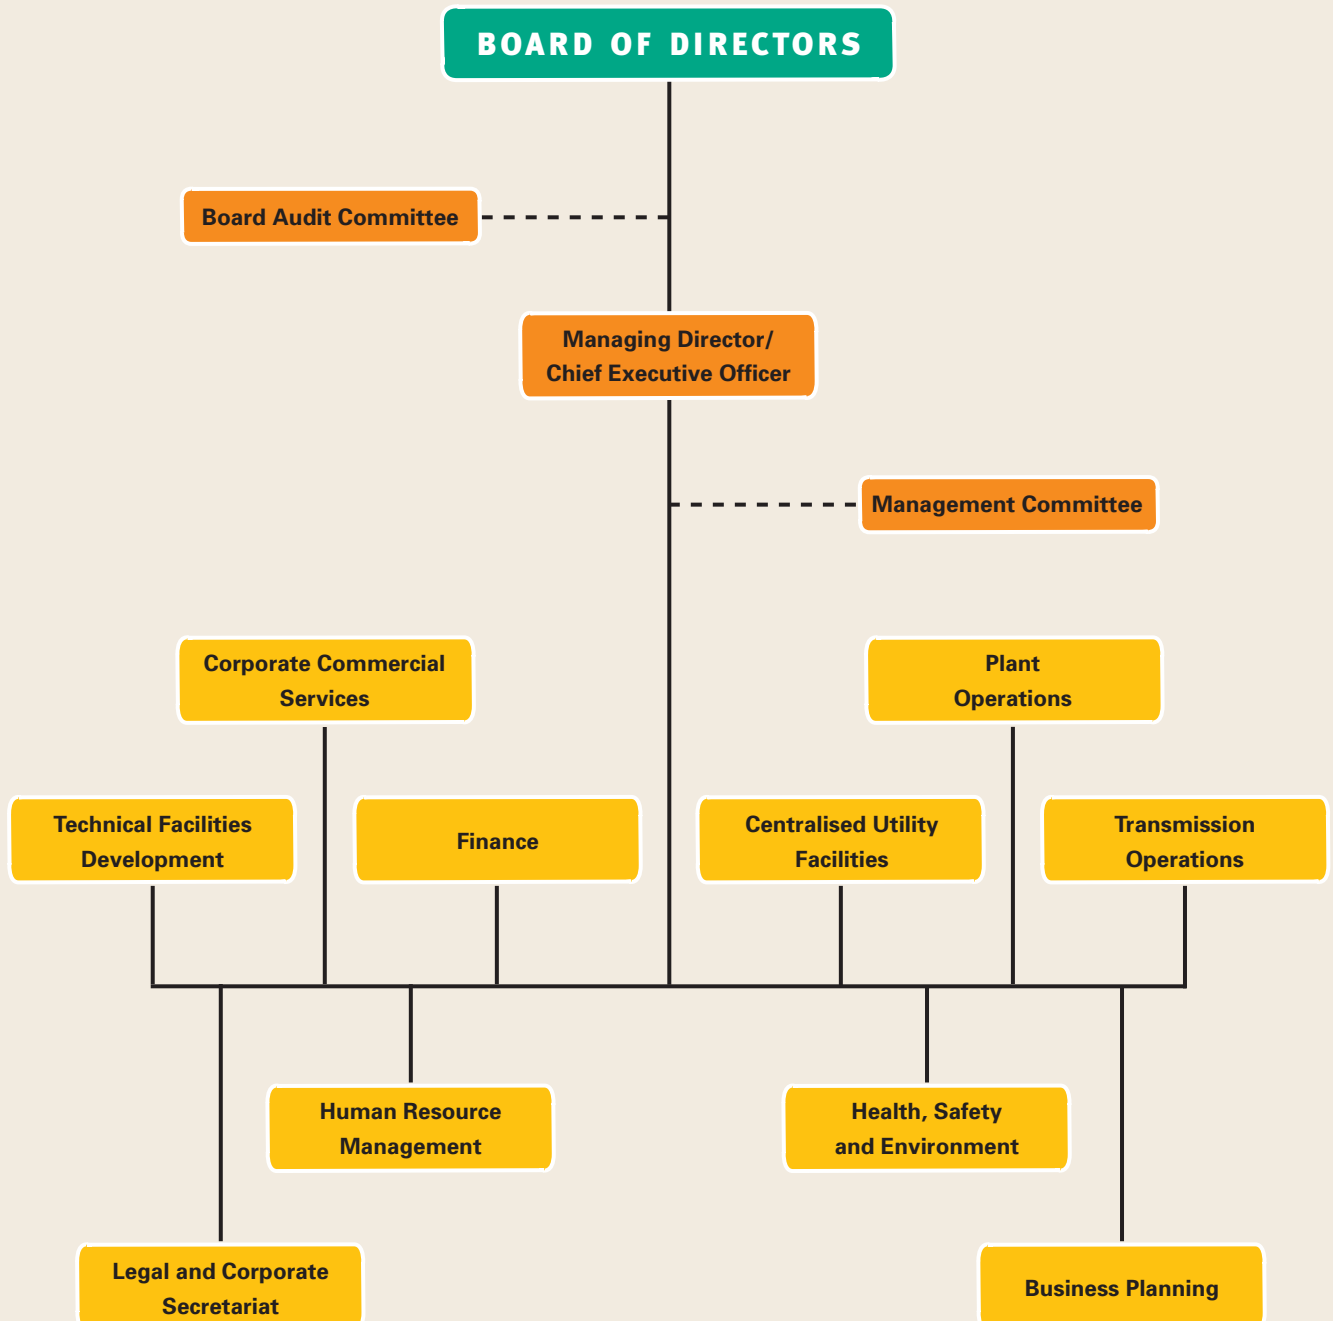 BOARD OF DIRECTORS
Board Audit Committee
Managing Director/
Chief Executive Officer
Management Committee
Corporate Commercial
Services
Plant
Operations
Technical Facilities
Development
Finance
Centralised Utility
Facilities
Transmission
Operations
Human Resource
Management
Health, Safety
and Environment
Legal and Corporate
Secretariat
Business Planning